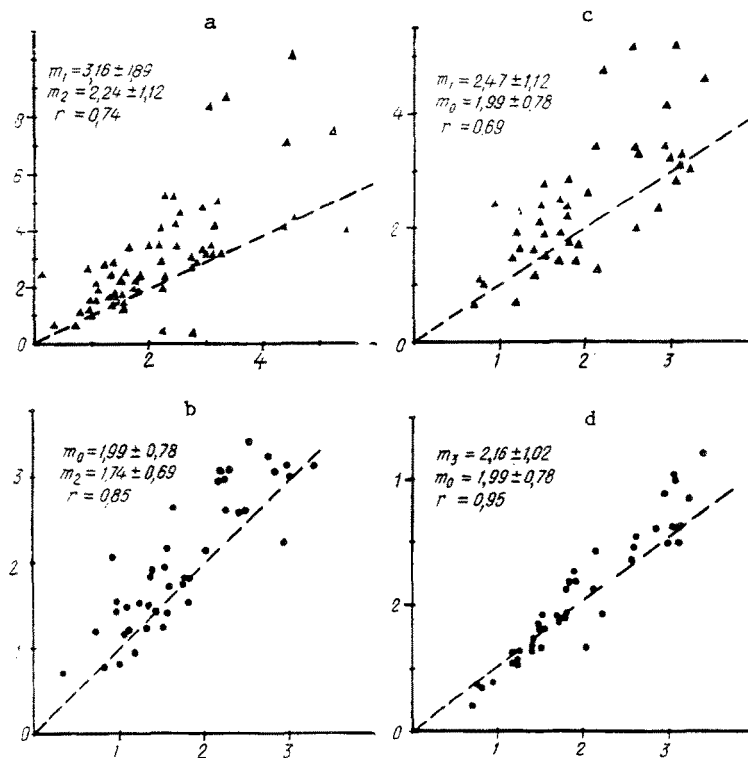 a
m₁=3,16±1,89
m₂=2,24±1,12
r=0,74
8
6
4
2
0
2
4
c
m₁=2,47±1,12
m₀=1,99±0,78
r=0,69
4
2
0
1
2
3
b
m₀=1,99±0,78
m₂=1,74±0,69
r=0,85
3
2
1
0
1
2
3
d
m₃=2,16±1,02
m₀=1,99±0,78
r=0,95
1
2
0
1
2
3